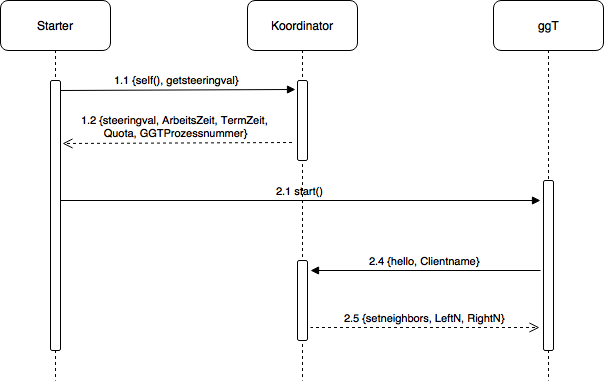 Starter
Koordinator
ggT
1.1 {self(), getsteeringval}
1.2 {steeringval, ArbeitsZeit, TermZeit,
Quota, GGTProzessnummer}
2.1 start()
2.4 {hello, Clientname}
2.5 {setneighbors, LeftN, RightN}